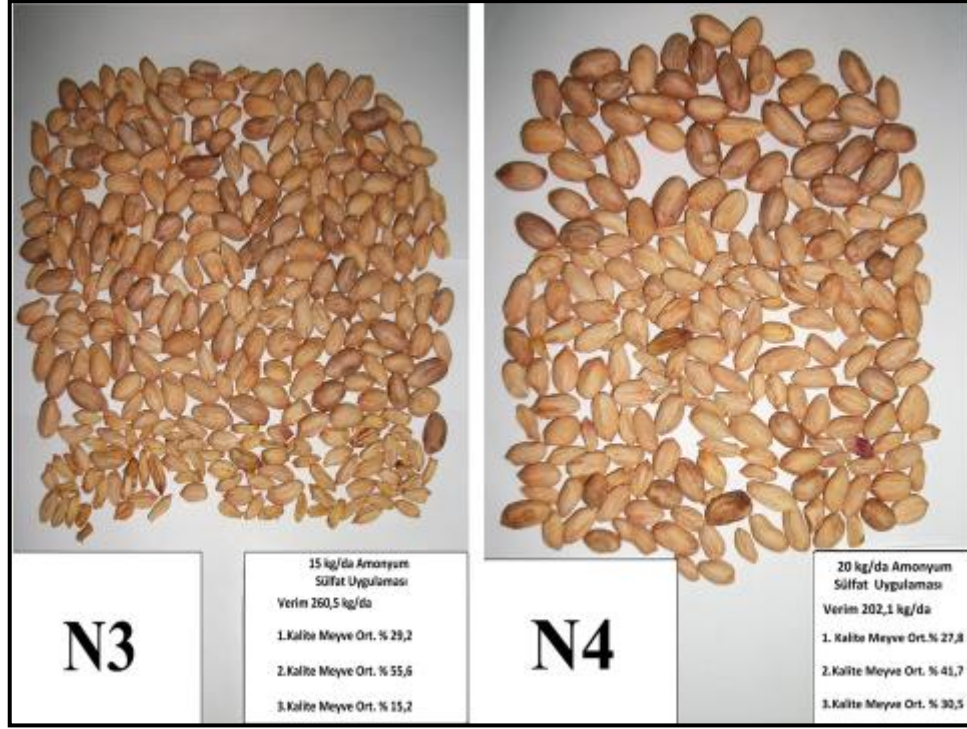 N3
15 kg/da Amonyum
Sülfat Uygulaması
Verim 260,5 kg/da
1.Kalite Meyve Ort. % 29,2
2.Kalite Meyve Ort. % 55,6
3.Kalite Meyve Ort. % 15,2
N4
20 kg/da Amonyum
Sülfat Uygulaması
Verim 202,1 kg/da
1. Kalite Meyve Ort.% 27,8
2.Kalite Meyve Ort. % 41,7
3.Kalite Meyve Ort. % 30,5